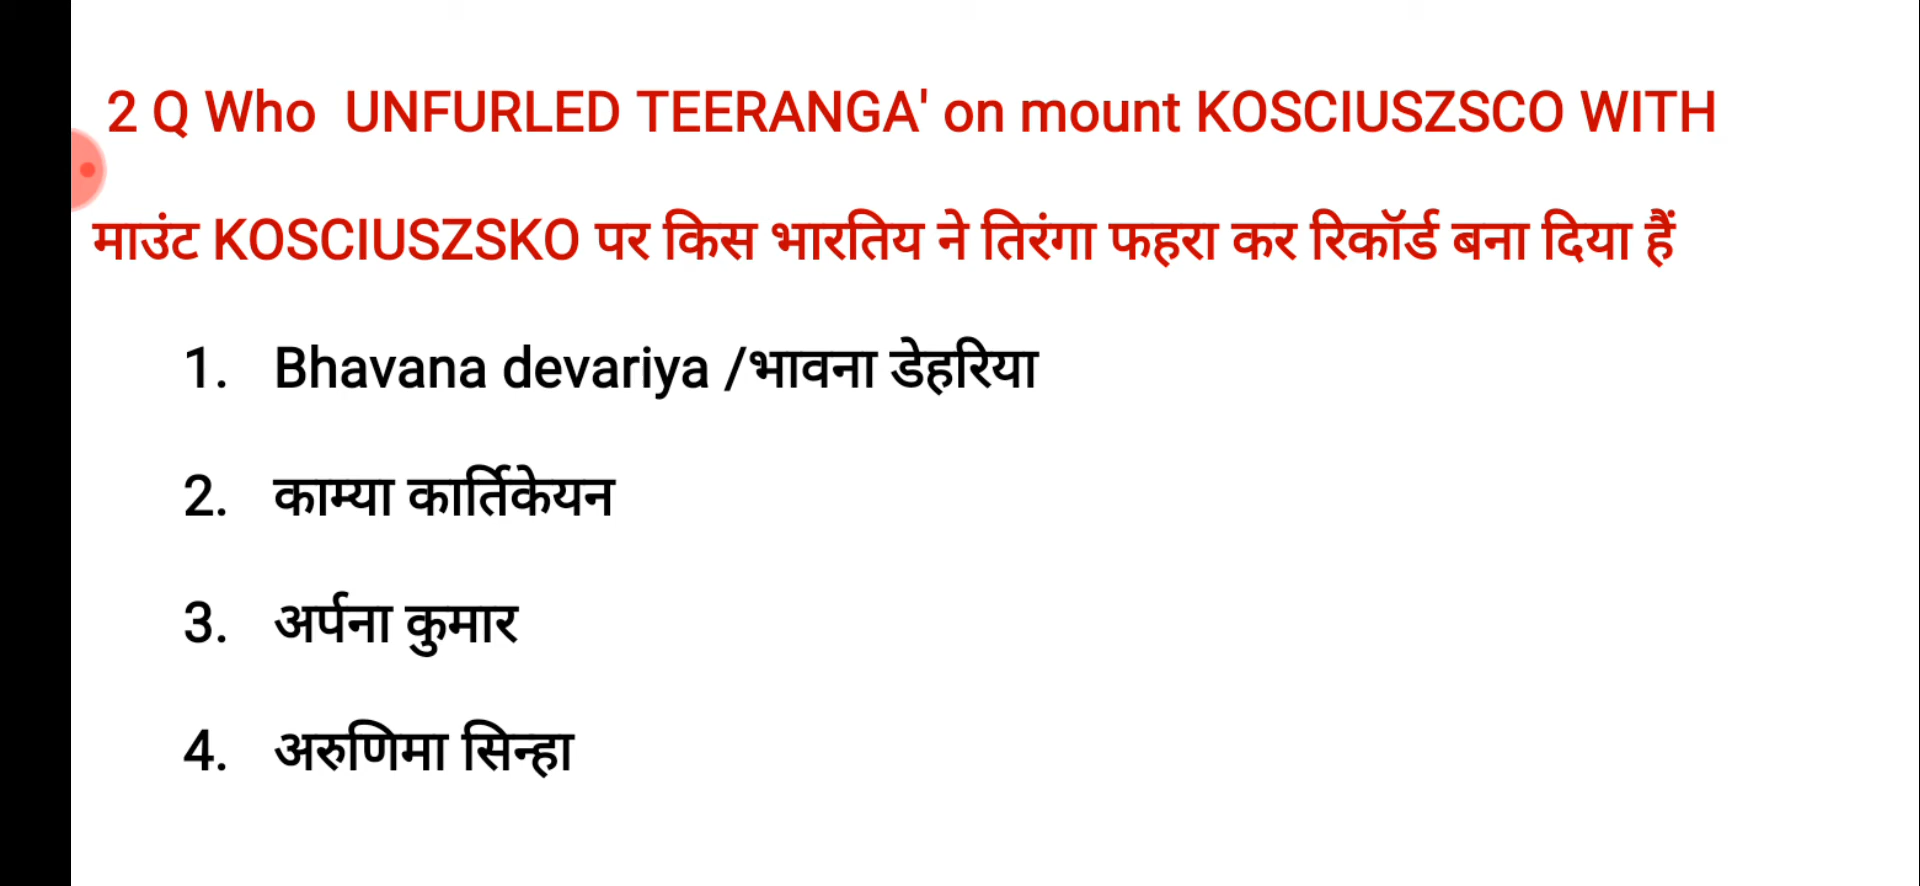 2 Q Who UNFURLED TEERANGA' on mount KOSCIUSZSCO WITH
माउंट KOSCIUSZSKO पर किस भारतिय ने तिरंगा फहरा कर रिकॉर्ड बना दिया हैं
1. Bhavana devariya /भावना डेहरिया
2. काम्या कार्तिकेयन
3. अर्पना कुमार
4. अरुणिमा सिन्हा